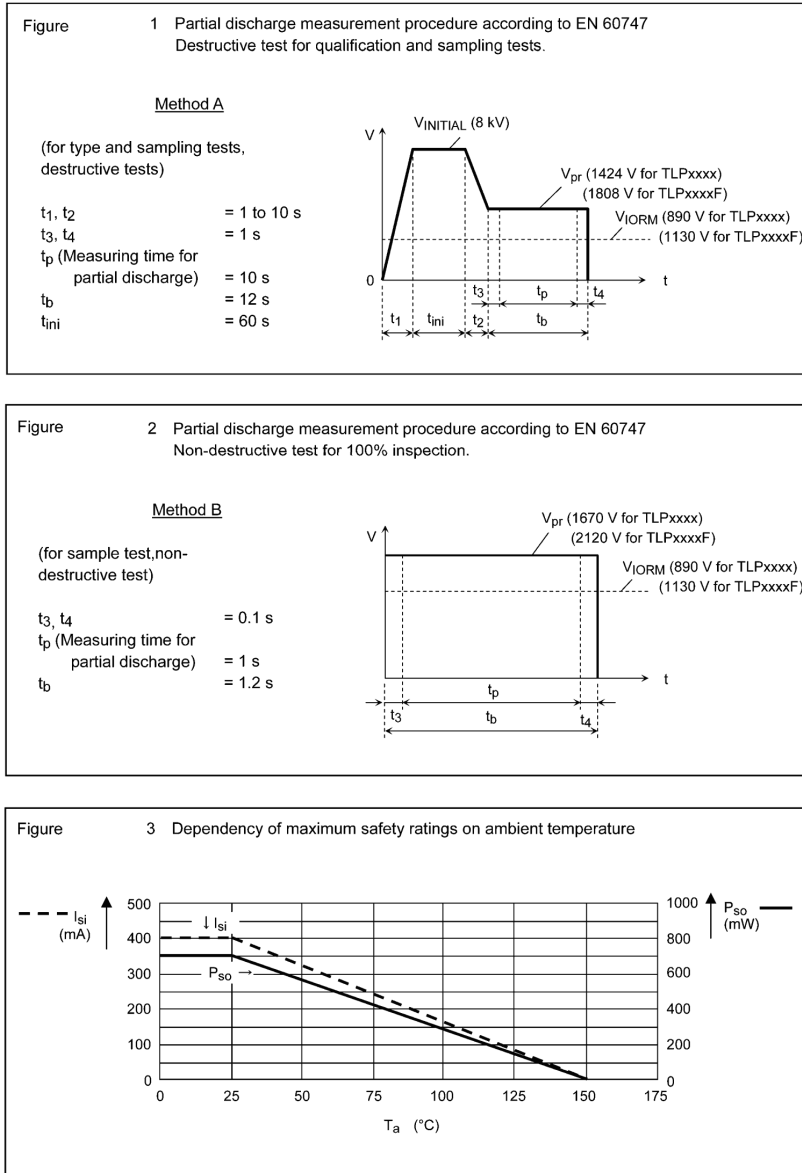 Figure 1 Partial discharge measurement procedure according to EN 60747
Destructive test for qualification and sampling tests.
Method A
(for type and sampling tests,
destructive tests)
t1, t2 = 1 to 10 s
t3, t4 = 1 s
tp (Measuring time for
partial discharge) = 10 s
tb = 12 s
tini = 60 s
V
VINITIAL (8 kV)
Vpr (1424 V for TLPxxxx)
(1808 V for TLPxxxxF)
VIORM (890 V for TLPxxxx)
(1130 V for TLPxxxxF)
0
t
t3 tp t4
t1 tini t2 tb
Figure 2 Partial discharge measurement procedure according to EN 60747
Non-destructive test for 100% inspection.
Method B
(for sample test,non-
destructive test)
t3, t4 = 0.1 s
tp (Measuring time for
partial discharge) = 1 s
tb = 1.2 s
V
Vpr (1670 V for TLPxxxx)
(2120 V for TLPxxxxF)
VIORM (890 V for TLPxxxx)
(1130 V for TLPxxxxF)
t
tp
t3 tb t4
Figure 3 Dependency of maximum safety ratings on ambient temperature
500 1000
Isi Pso
(mA) (mW)
↓ Isi
400 800
Pso →
300 600
200 400
100 200
0 0
0 25 50 75 100 125 150 175
Ta (°C)